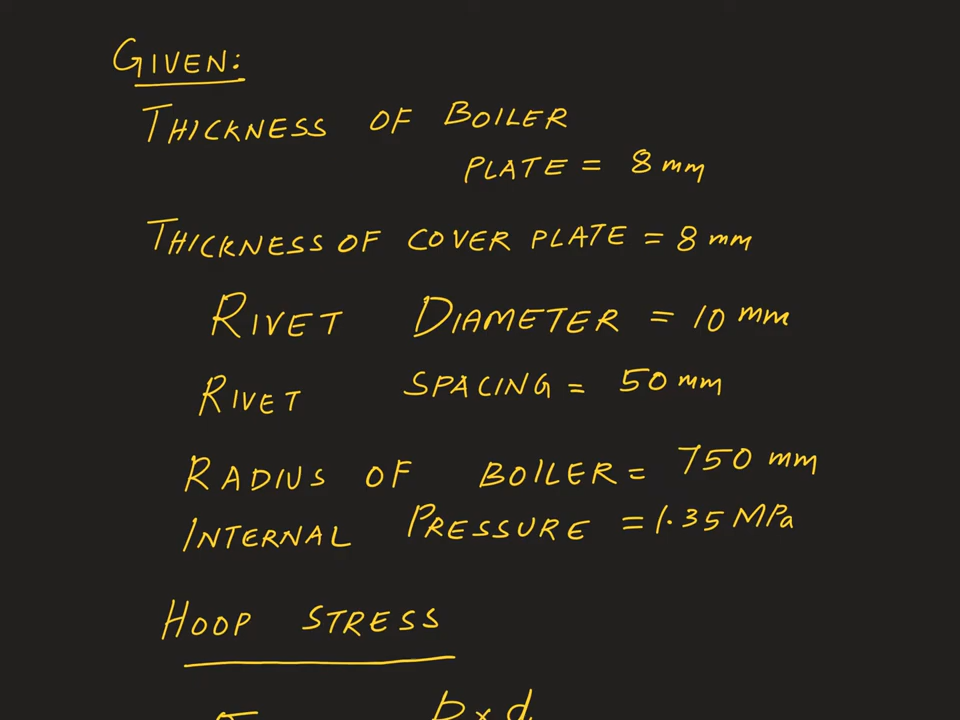 GIVEN:
THICKNESS OF BOILER
PLATE = 8 mm
THICKNESS OF COVER PLATE = 8 mm
RIVET DIAMETER = 10 mm
RIVET SPACING = 50 mm
RADIUS OF BOILER = 750 mm
INTERNAL PRESSURE = 1.35 MPa
HOOP STRESS
p x d